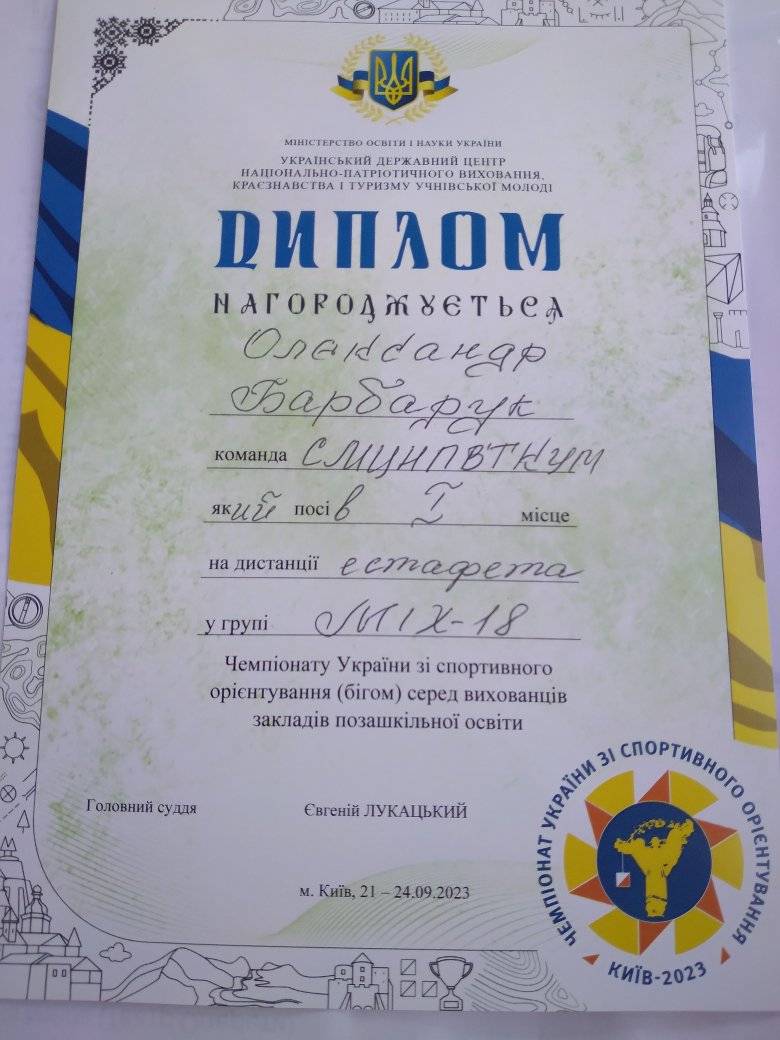 МІНІСТЕРСТВО ОСВІТИ І НАУКИ УКРАЇНИ
УКРАЇНСЬКИЙ ДЕРЖАВНИЙ ЦЕНТР
НАЦІОНАЛЬНО-ПАТРІОТИЧНОГО ВИХОВАННЯ,
КРАЄЗНАВСТВА І ТУРИЗМУ УЧНІВСЬКОЇ МОЛОДІ
ДИПЛОМ
НАГОРОДЖУЄТЬСЯ
Олександр
Барбарук
команда СМЦНПВТКУМ
який посів I місце
на дистанції естафета
у групі MIX-18
Чемпіонату України зі спортивного
орієнтування (бігом) серед вихованців
закладів позашкільної освіти
Головний суддя Євгеній ЛУКАЦЬКИЙ
м. Київ, 21 – 24.09.2023
ЧЕМПІОНАТ УКРАЇНИ ЗІ СПОРТИВНОГО ОРІЄНТУВАННЯ
КИЇВ-2023